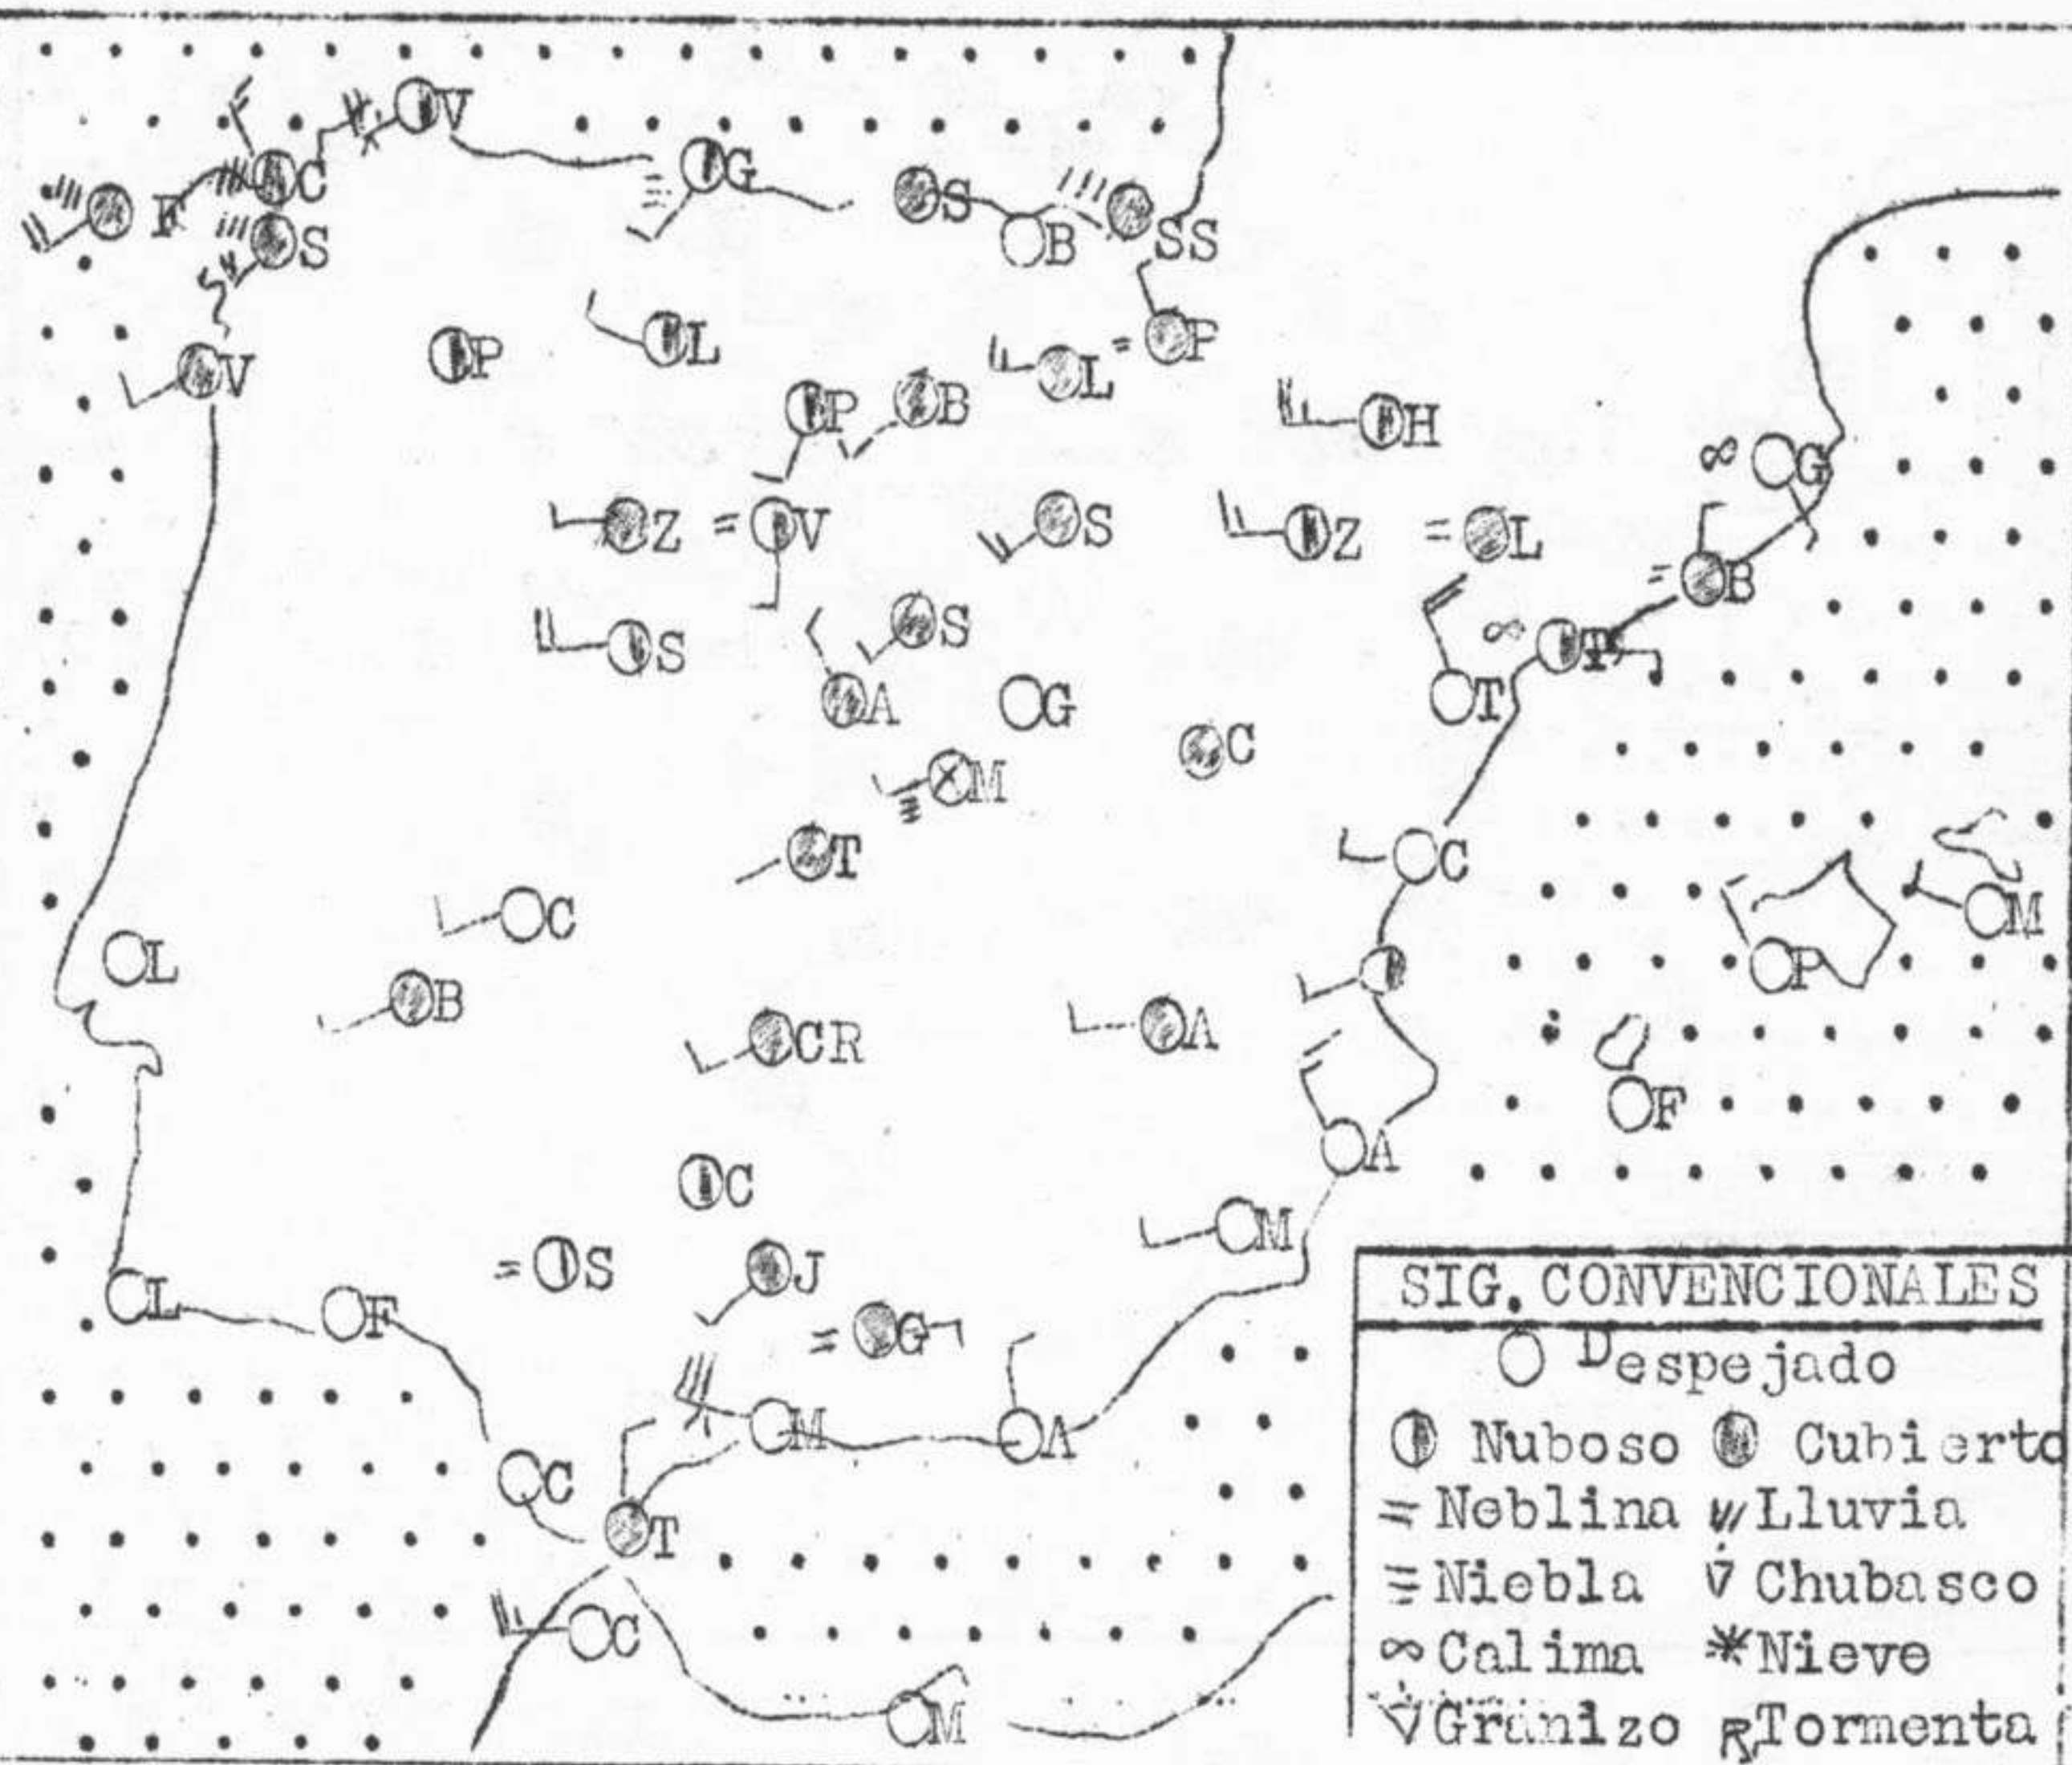 V
C
G
F
S
S
B
SS
V
P
L
L
P
P
B
H
G
Z
V
S
Z
L
B
S
S
T
A
G
T
C
M
T
C
C
M
L
P
B
CR
A
F
A
C
M
S
J
L
F
G
M
A
C
T
C
M
SIG. CONVENCIONALES
Despejado
Nuboso Cubierto
Neblina Lluvia
Niebla Chubasco
Calima Nieve
Granizo Tormenta